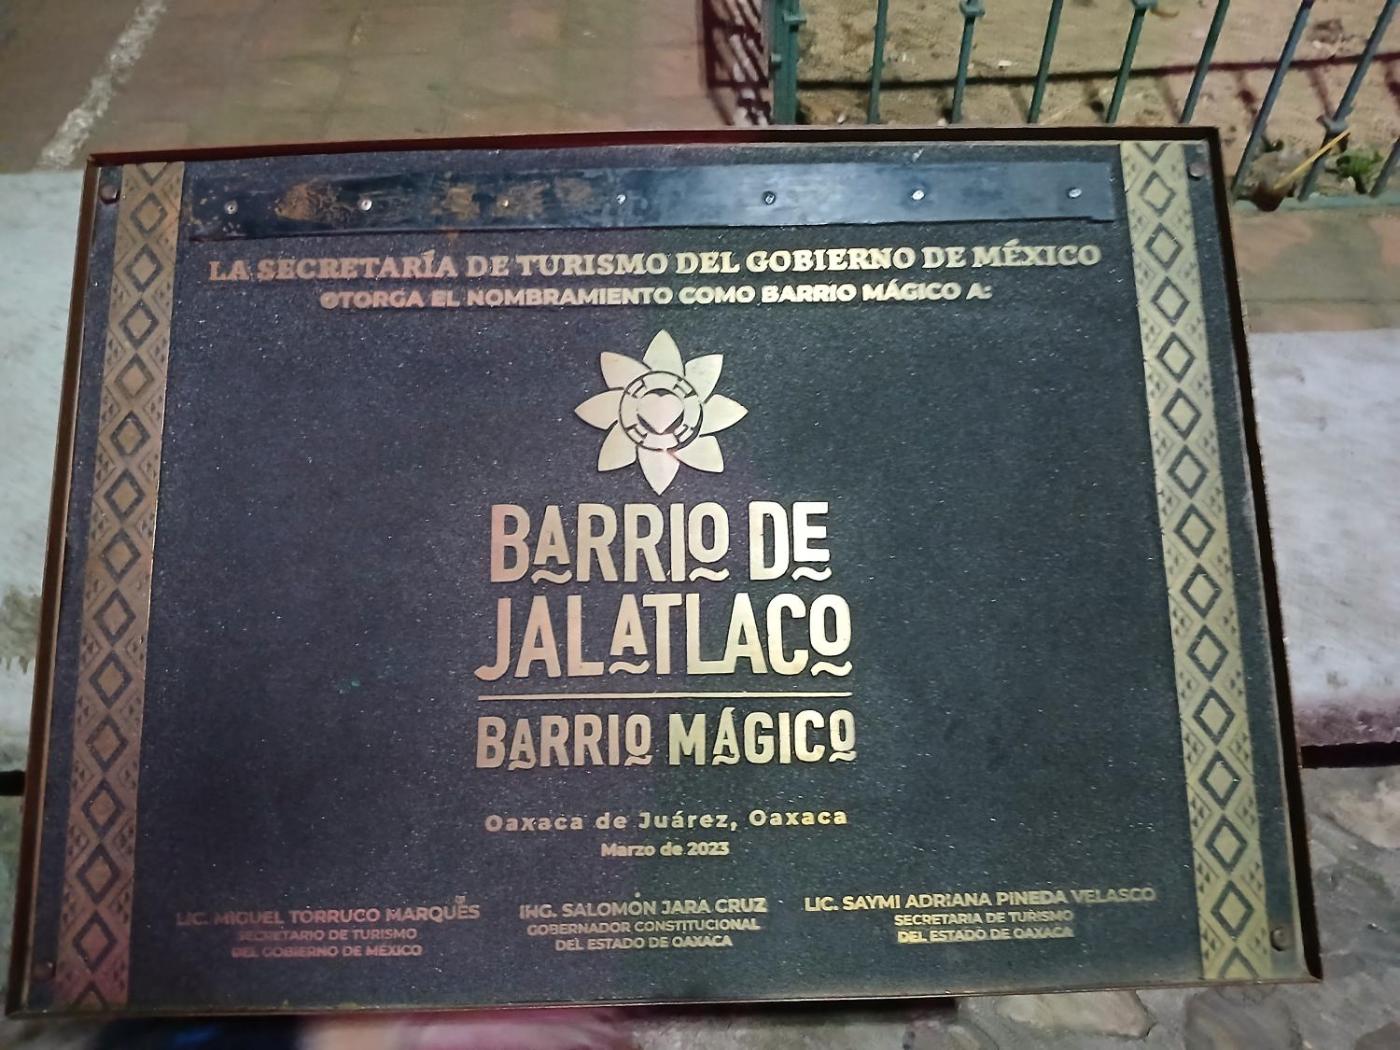 LA SECRETARÍA DE TURISMO DEL GOBIERNO DE MÉXICO
OTORGA EL NOMBRAMIENTO COMO BARRIO MÁGICO A:
BARRIO DE
JALATLACO
BARRIO MÁGICO
Oaxaca de Juárez, Oaxaca
Marzo de 2023
LIC. MIGUEL TORRUCO MARQUÉS
SECRETARIO DE TURISMO
DEL GOBIERNO DE MÉXICO
ING. SALOMÓN JARA CRUZ
GOBERNADOR CONSTITUCIONAL
DEL ESTADO DE OAXACA
LIC. SAYMI ADRIANA PINEDA VELASCO
SECRETARIA DE TURISMO
DEL ESTADO DE OAXACA